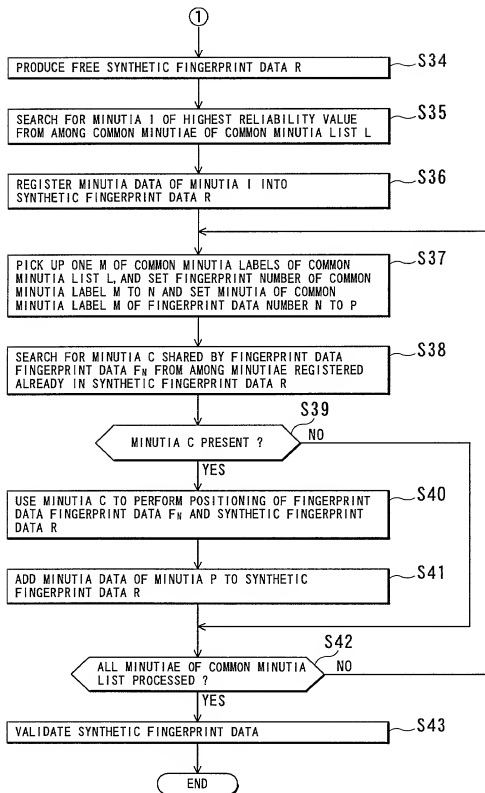 ①
PRODUCE FREE SYNTHETIC FINGERPRINT DATA R
S34
SEARCH FOR MINUTIA I OF HIGHEST RELIABILITY VALUE
FROM AMONG COMMON MINUTIAE OF COMMON MINUTIA LIST L
S35
REGISTER MINUTIA DATA OF MINUTIA I INTO
SYNTHETIC FINGERPRINT DATA R
S36
PICK UP ONE M OF COMMON MINUTIA LABELS OF COMMON
MINUTIA LIST L, AND SET FINGERPRINT NUMBER OF COMMON
MINUTIA LABEL M TO N AND SET MINUTIA OF COMMON
MINUTIA LABEL M OF FINGERPRINT DATA NUMBER N TO P
S37
SEARCH FOR MINUTIA C SHARED BY FINGERPRINT DATA
FINGERPRINT DATA FN FROM AMONG MINUTIAE REGISTERED
ALREADY IN SYNTHETIC FINGERPRINT DATA R
S38
S39
MINUTIA C PRESENT ?
NO
YES
USE MINUTIA C TO PERFORM POSITIONING OF FINGERPRINT
DATA FINGERPRINT DATA FN AND SYNTHETIC FINGERPRINT
DATA R
S40
ADD MINUTIA DATA OF MINUTIA P TO SYNTHETIC
FINGERPRINT DATA R
S41
S42
ALL MINUTIAE OF COMMON MINUTIA
LIST PROCESSED ?
NO
YES
VALIDATE SYNTHETIC FINGERPRINT DATA
S43
END